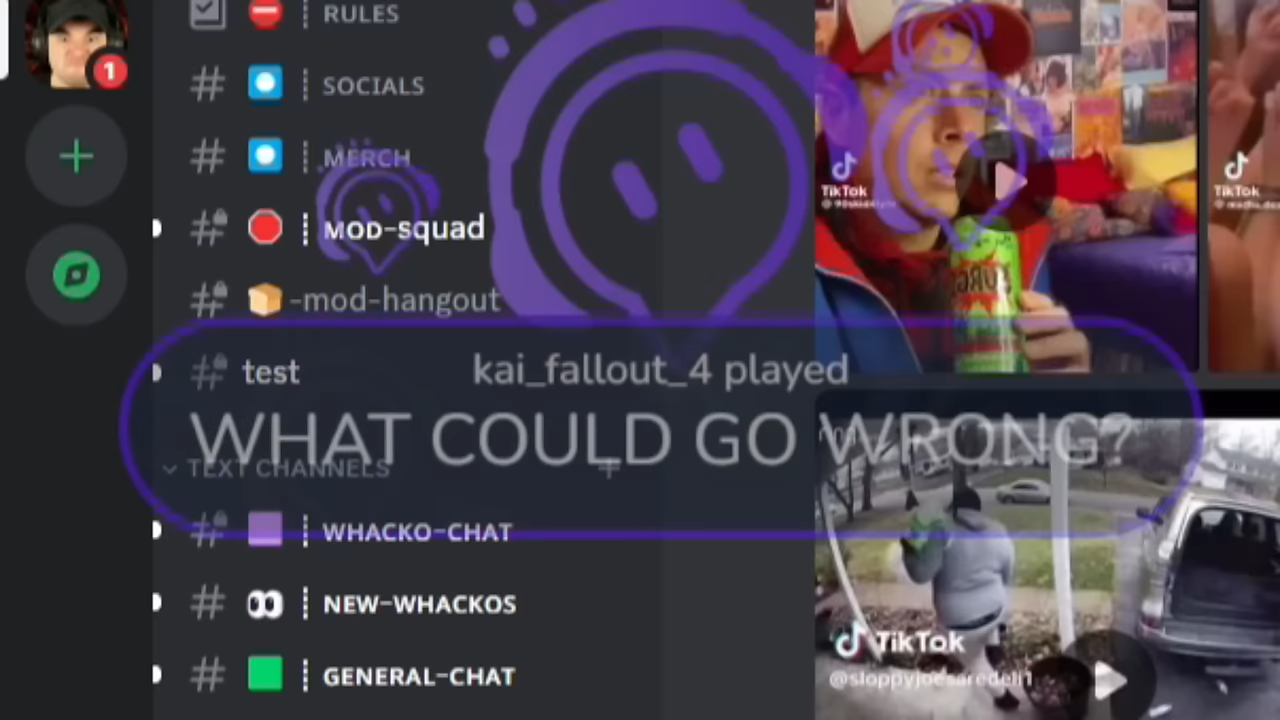 1
RULES
# SOCIALS
# MERCH
# MOD-squad
# -mod-hangout
# test
kai_fallout_4 played
WHAT COULD GO WRONG?
TEXT CHANNELS +
# WHACKO-CHAT
# NEW-WHACKOS
# GENERAL-CHAT
TikTok
TikTok
TikTok
@sloppyjoesaredeli1